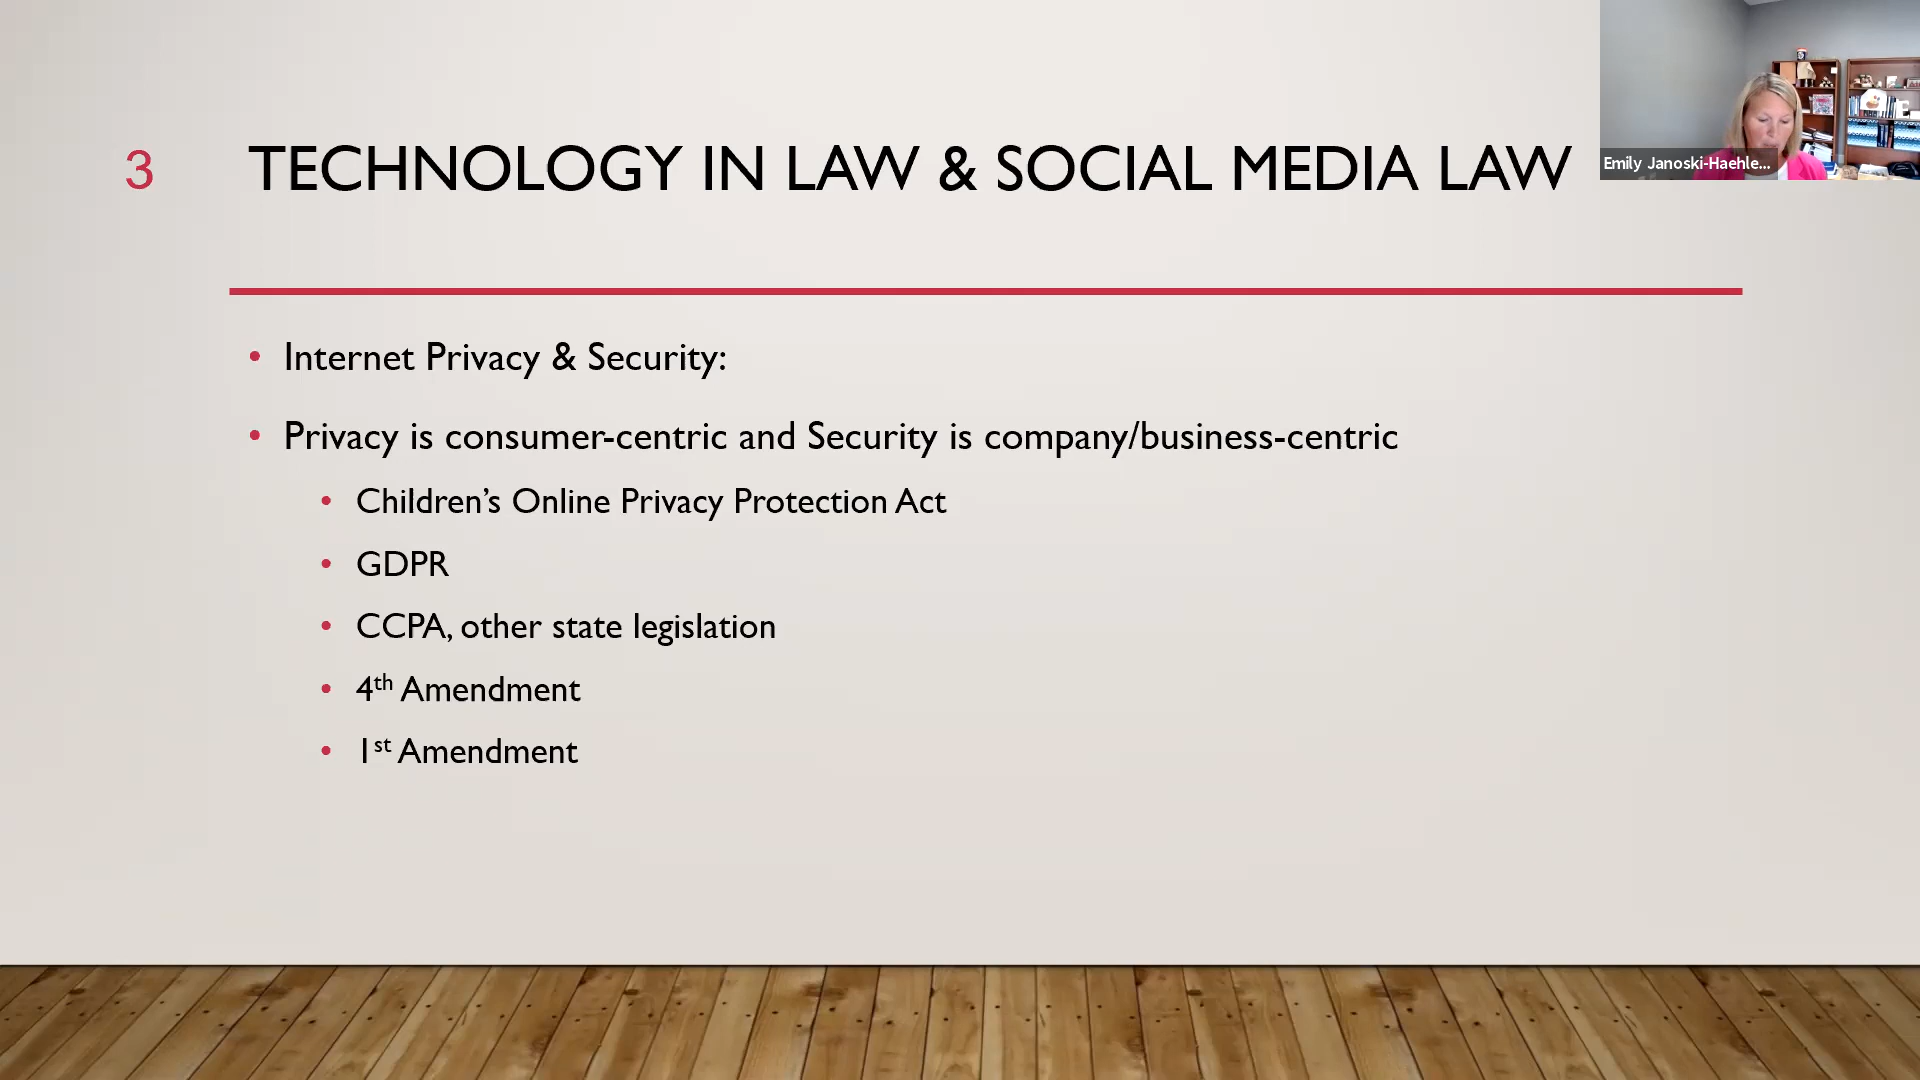 3
TECHNOLOGY IN LAW & SOCIAL MEDIA LAW
Emily Janoski-Haehle...
• Internet Privacy & Security:
• Privacy is consumer-centric and Security is company/business-centric
• Children’s Online Privacy Protection Act
• GDPR
• CCPA, other state legislation
• 4th Amendment
• 1st Amendment